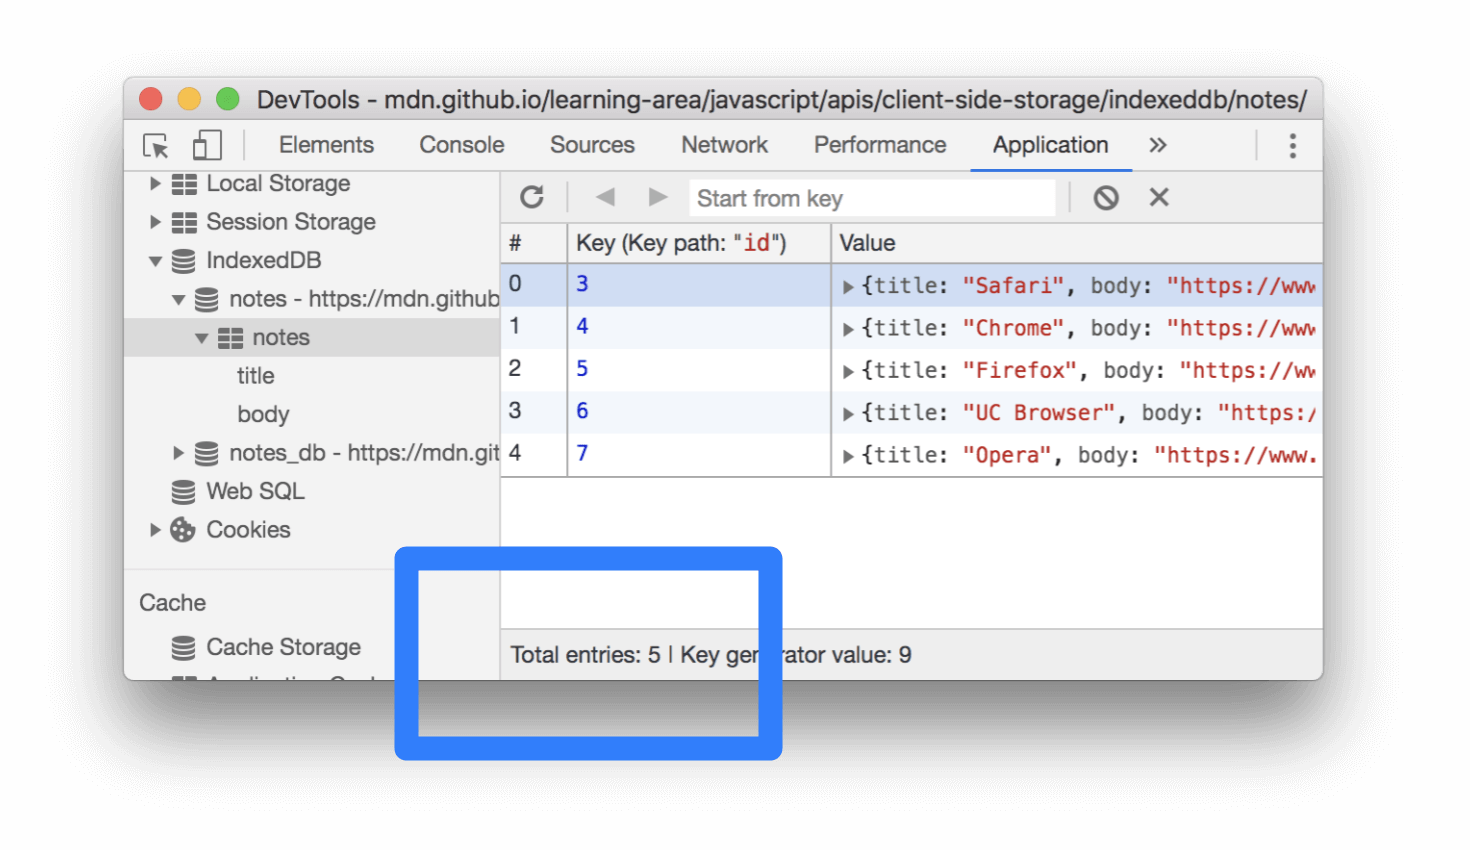 DevTools - mdn.github.io/learning-area/javascript/apis/client-side-storage/indexeddb/notes/
Elements Console Sources Network Performance Application »
Local Storage
Session Storage
IndexedDB
notes - https://mdn.github
notes
title
body
notes_db - https://mdn.git
Web SQL
Cookies
Cache
Cache Storage
Start from key
# Key (Key path: "id") Value
0 3 {title: "Safari", body: "https://www
1 4 {title: "Chrome", body: "https://www
2 5 {title: "Firefox", body: "https://ww
3 6 {title: "UC Browser", body: "https:/
4 7 {title: "Opera", body: "https://www.
Total entries: 5 | Key generator value: 9